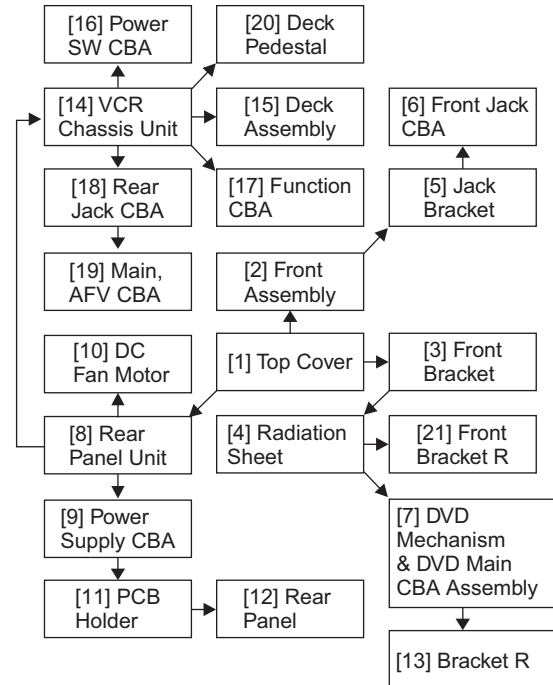 [16] Power
SW CBA
[20] Deck
Pedestal
[14] VCR
Chassis Unit
[15] Deck
Assembly
[6] Front Jack
CBA
[18] Rear
Jack CBA
[17] Function
CBA
[5] Jack
Bracket
[19] Main,
AFV CBA
[2] Front
Assembly
[10] DC
Fan Motor
[1] Top Cover
[3] Front
Bracket
[8] Rear
Panel Unit
[4] Radiation
Sheet
[21] Front
Bracket R
[9] Power
Supply CBA
[7] DVD
Mechanism
& DVD Main
CBA Assembly
[11] PCB
Holder
[12] Rear
Panel
[13] Bracket R